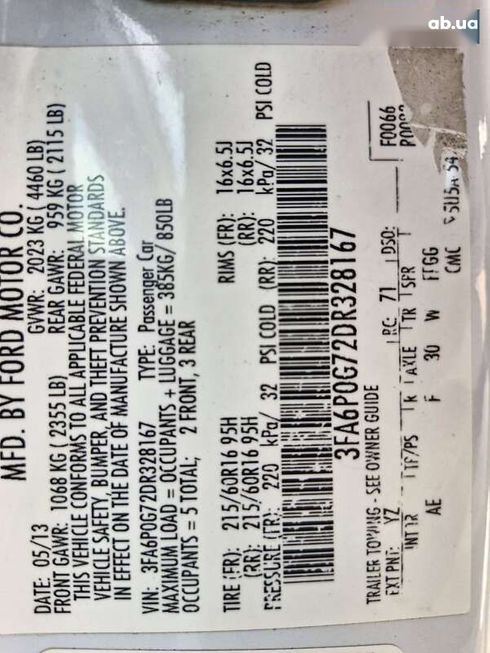 ab.ua
MFD. BY FORD MOTOR CO.
DATE: 05/13 GVWR: 2023 KG ( 4460 LB)
FRONT GAWR: 1068 KG ( 2355 LB) REAR GAWR: 959 KG ( 2115 LB)
THIS VEHICLE CONFORMS TO ALL APPLICABLE FEDERAL MOTOR
VEHICLE SAFETY, BUMPER, AND THEFT PREVENTION STANDARDS
IN EFFECT ON THE DATE OF MANUFACTURE SHOWN ABOVE.
VIN: 3FA6P0G72DR328167 TYPE: Passenger Car
MAXIMUM LOAD = OCCUPANTS + LUGGAGE = 385KG/ 850LB
OCCUPANTS = 5 TOTAL; 2 FRONT, 3 REAR
TIRE (FR): 215/60R16 95H RIMS (FR): 16x6.5J
(RR): 215/60R16 95H (RR): 16x6.5J
PRESSURE (FR): 220 kPa/ 32 PSI COLD (RR): 220 kPa/ 32 PSI COLD
3FA6P0G72DR328167
TRAILER TOWING - SEE OWNER GUIDE F0066
EXT PNT: YZ RC: 71 DSO:
INT TR TP/PS R AXLE TR SPR
AE F 30 W FFGG
CMC